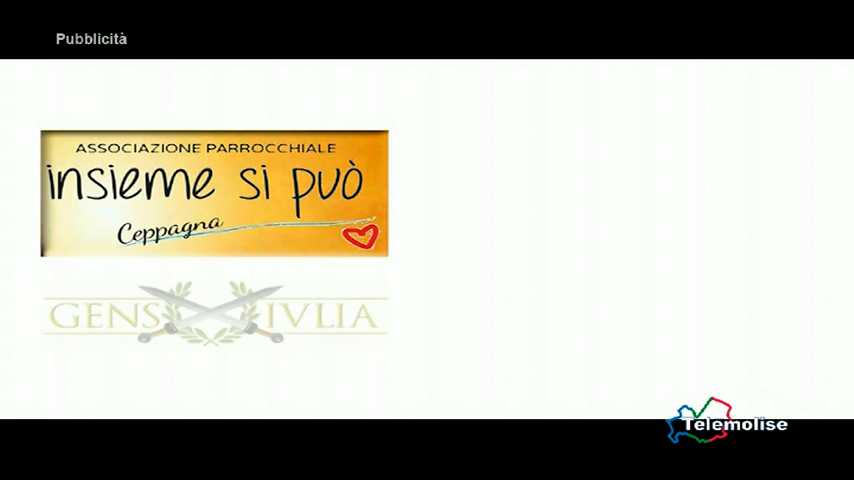 Pubblicità
ASSOCIAZIONE PARROCCHIALE
insieme si può
Ceppagna
GENS IVLIA
Telemolise